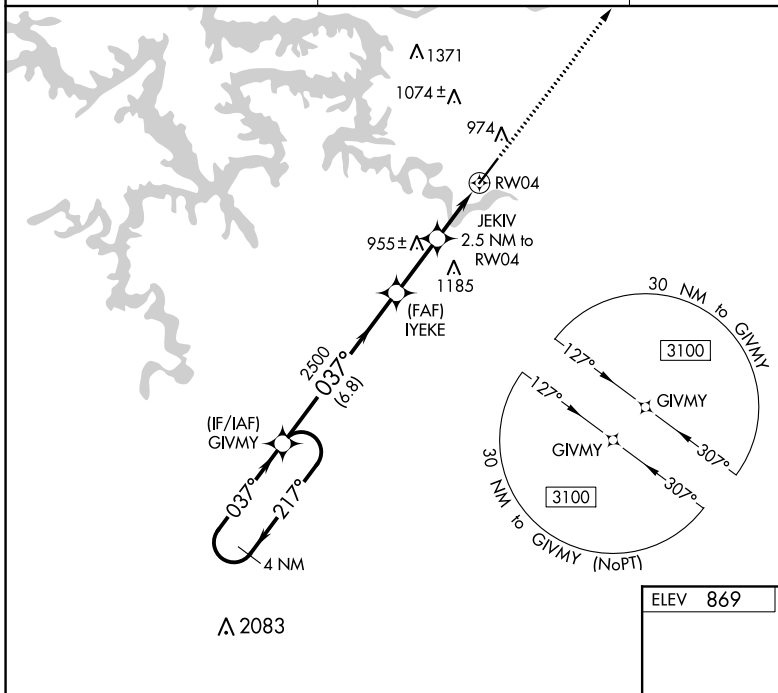 1371
1074±
974
RW04
JEKIV
2.5 NM to
RW04
955±
1185
(FAF)
IYEKE
2500
037°
(6.8)
(IF/IAF)
GIVMY
037°
217°
4 NM
2083
30 NM to GIVMY
3100
127°
GIVMY
307°
127°
GIVMY
307°
3100
30 NM to GIVMY (NoPT)
ELEV 869